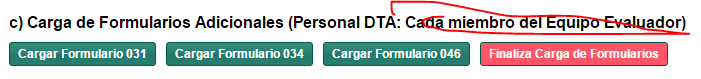 c) Carga de Formularios Adicionales (Personal DTA: Cada miembro del Equipo Evaluador)
Cargar Formulario 031 Cargar Formulario 034 Cargar Formulario 046 Finaliza Carga de Formularios